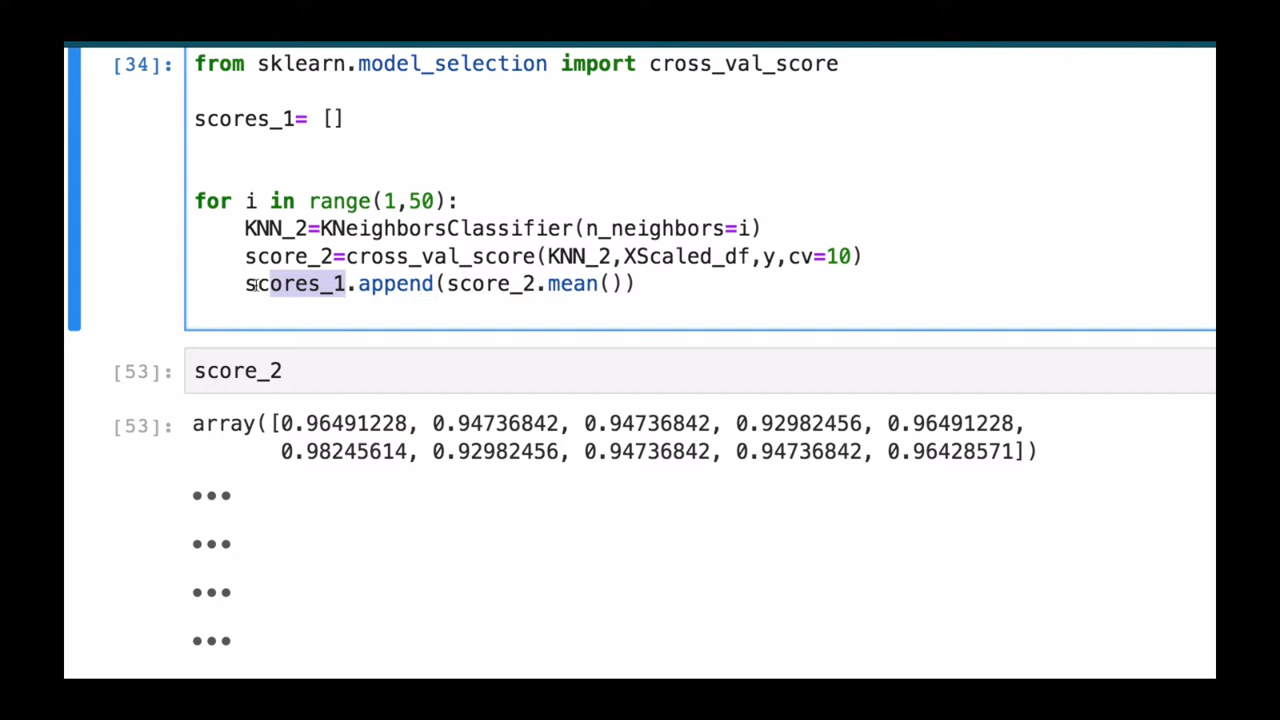 [34]: from sklearn.model_selection import cross_val_score
scores_1= []
for i in range(1,50):
    KNN_2=KNeighborsClassifier(n_neighbors=i)
    score_2=cross_val_score(KNN_2,XScaled_df,y,cv=10)
    scores_1.append(score_2.mean())
[53]: score_2
[53]: array([0.96491228, 0.94736842, 0.94736842, 0.92982456, 0.96491228,
0.98245614, 0.92982456, 0.94736842, 0.94736842, 0.96428571])